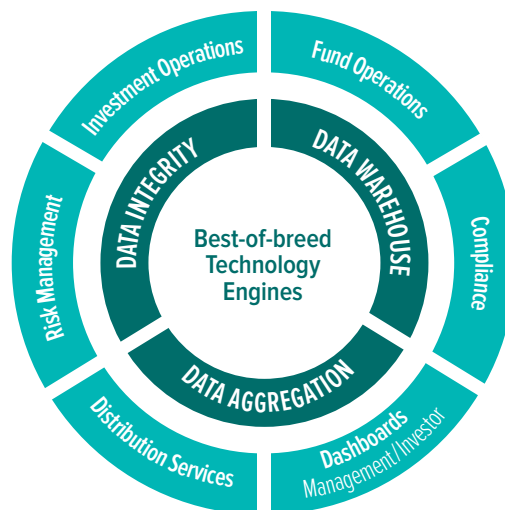 Investment Operations
Fund Operations
Compliance
Dashboards
Management/Investor
Distribution Services
Risk Management
DATA INTEGRITY
DATA WAREHOUSE
DATA AGGREGATION
Best-of-breed
Technology
Engines